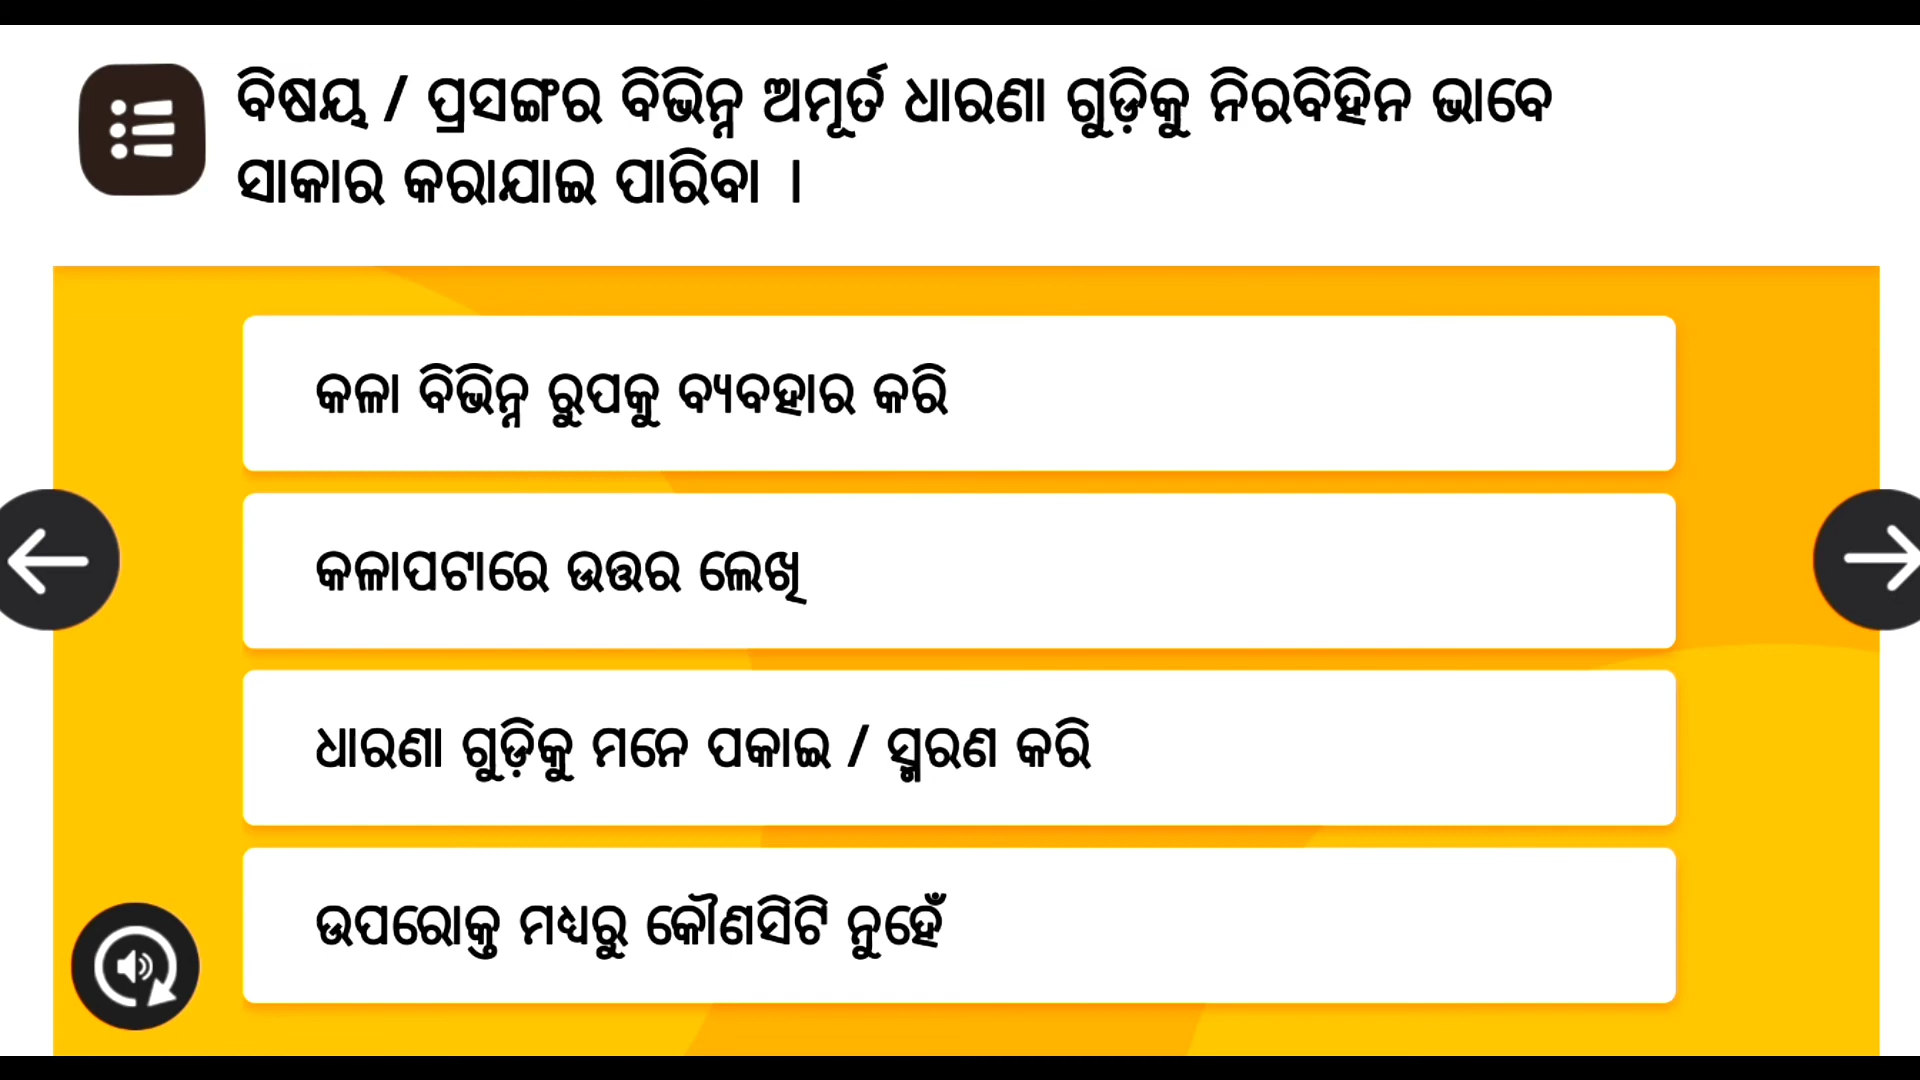 ବିଷୟ / ପ୍ରସଙ୍ଗର ବିଭିନ୍ନ ଅମୂର୍ତ ଧାରଣା ଗୁଡ଼ିକୁ ନିରବିହିନ ଭାବେ
ସାକାର କରାଯାଇ ପାରିବା ।
କଳା ବିଭିନ୍ନ ରୁପକୁ ବ୍ୟବହାର କରି
କଳାପଟାରେ ଉତ୍ତର ଲେଖି
ଧାରଣା ଗୁଡ଼ିକୁ ମନେ ପକାଇ / ସ୍ମରଣ କରି
ଉପରୋକ୍ତ ମଧ୍ଯରୁ କୌଣସିଟି ନୁହେଁ